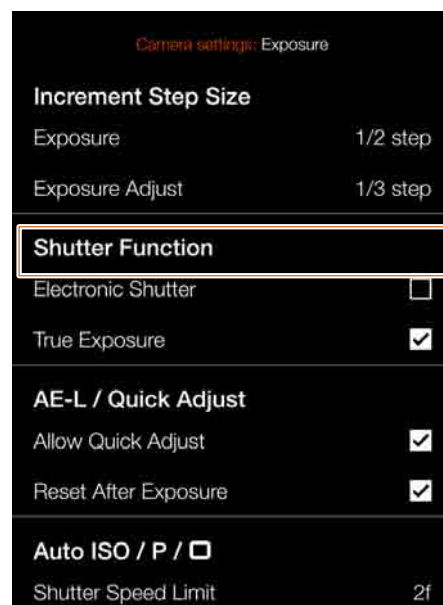 Camera settings: Exposure
Increment Step Size
Exposure 1/2 step
Exposure Adjust 1/3 step
Shutter Function
Electronic Shutter
True Exposure
AE-L / Quick Adjust
Allow Quick Adjust
Reset After Exposure
Auto ISO / P /
Shutter Speed Limit 2f